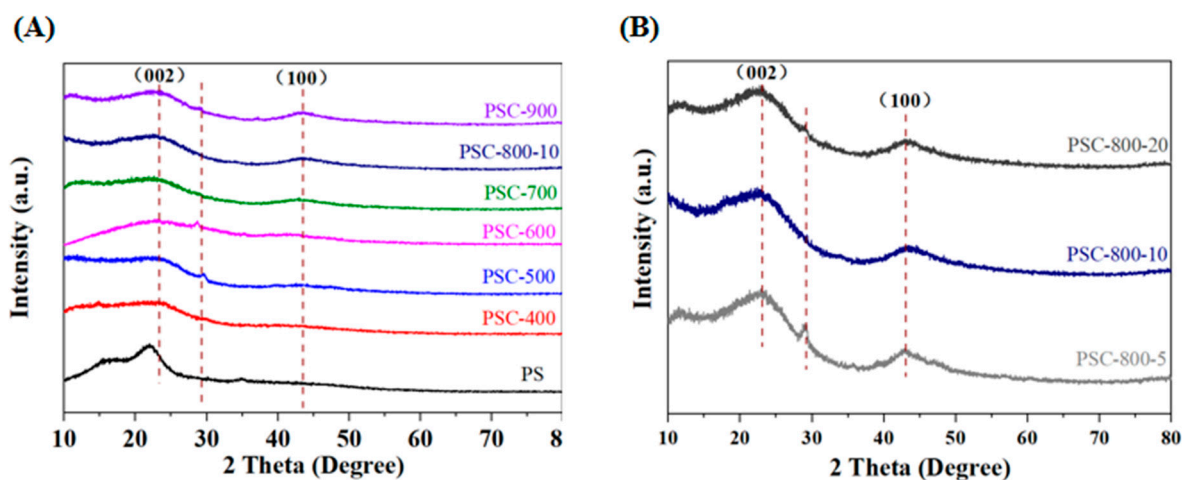 (A)
(002)
(100)
PSC-900
PSC-800-10
PSC-700
PSC-600
PSC-500
PSC-400
PS
Intensity (a.u.)
10 20 30 40 50 60 70 8
2 Theta (Degree)
(B)
(002)
(100)
PSC-800-20
PSC-800-10
PSC-800-5
Intensity (a.u.)
10 20 30 40 50 60 70 80
2 Theta (Degree)